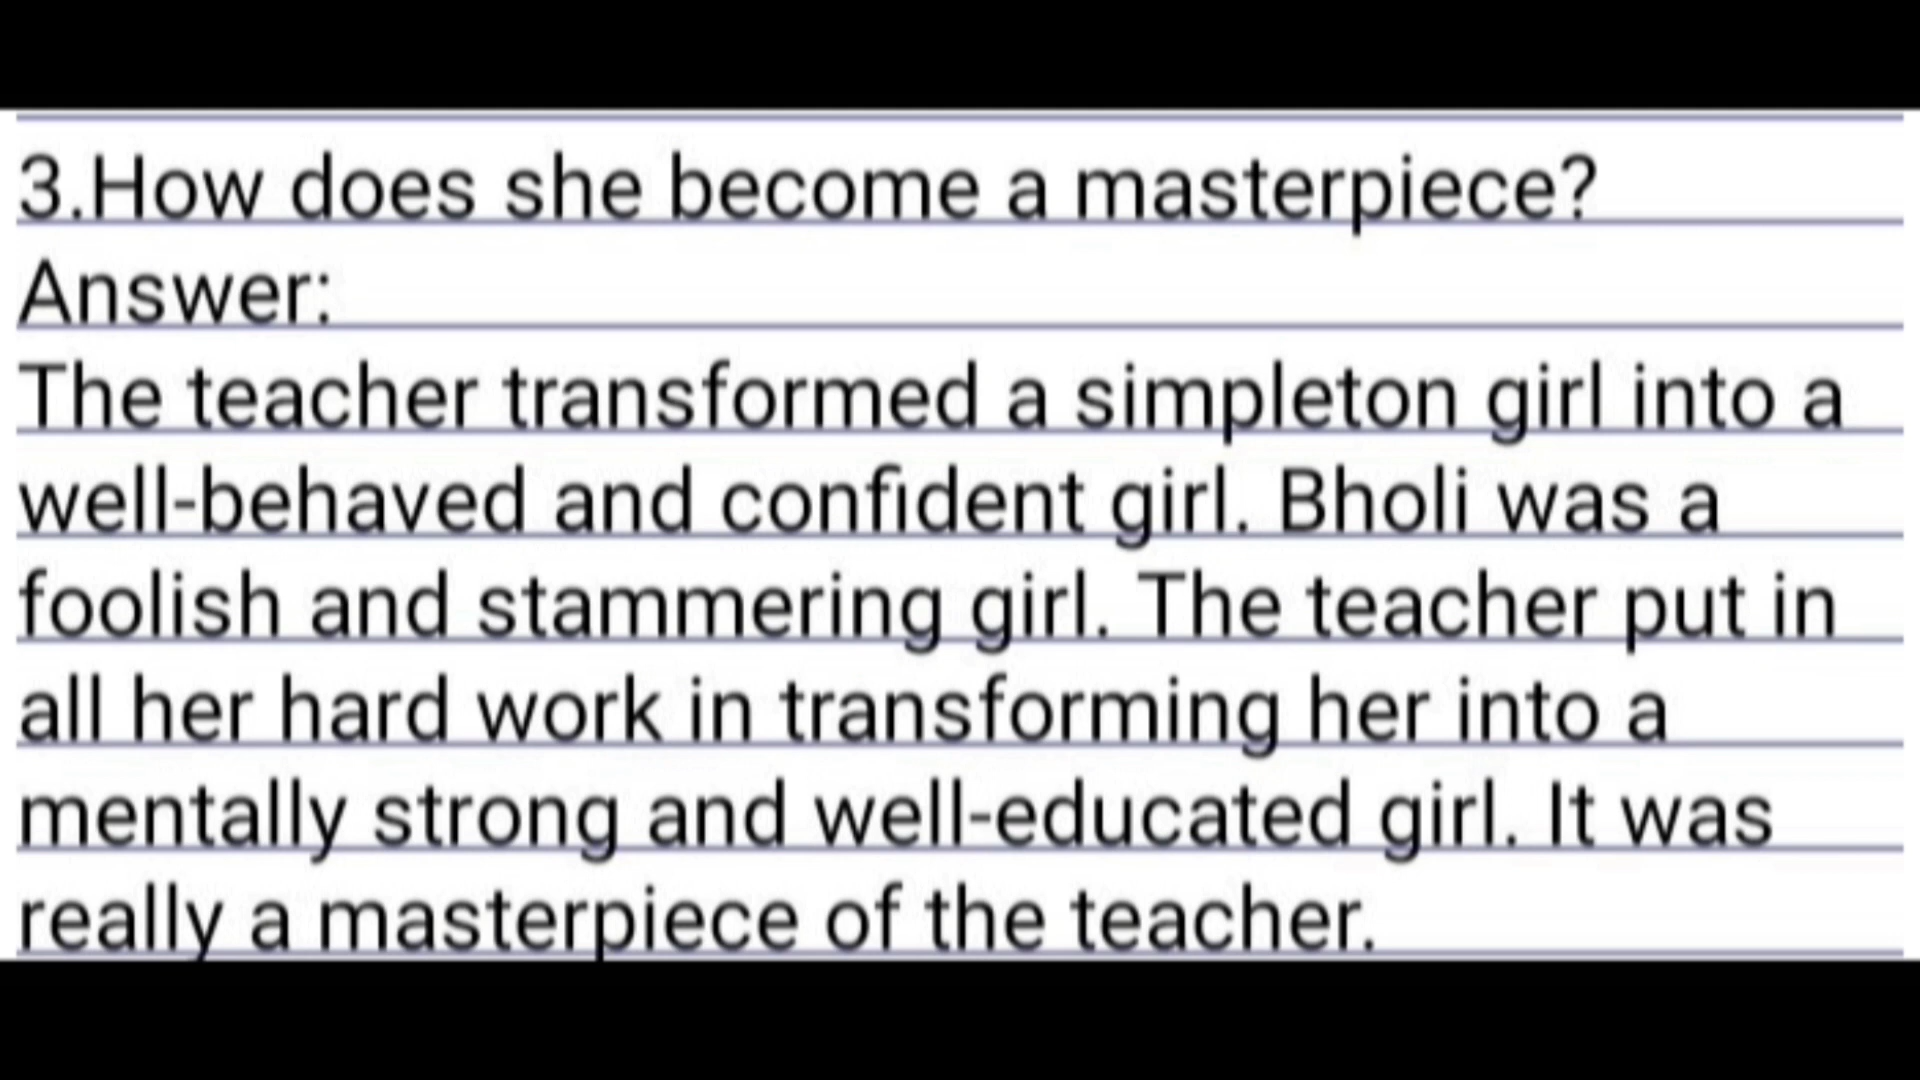 3.How does she become a masterpiece?
Answer:
The teacher transformed a simpleton girl into a
well-behaved and confident girl. Bholi was a
foolish and stammering girl. The teacher put in
all her hard work in transforming her into a
mentally strong and well-educated girl. It was
really a masterpiece of the teacher.